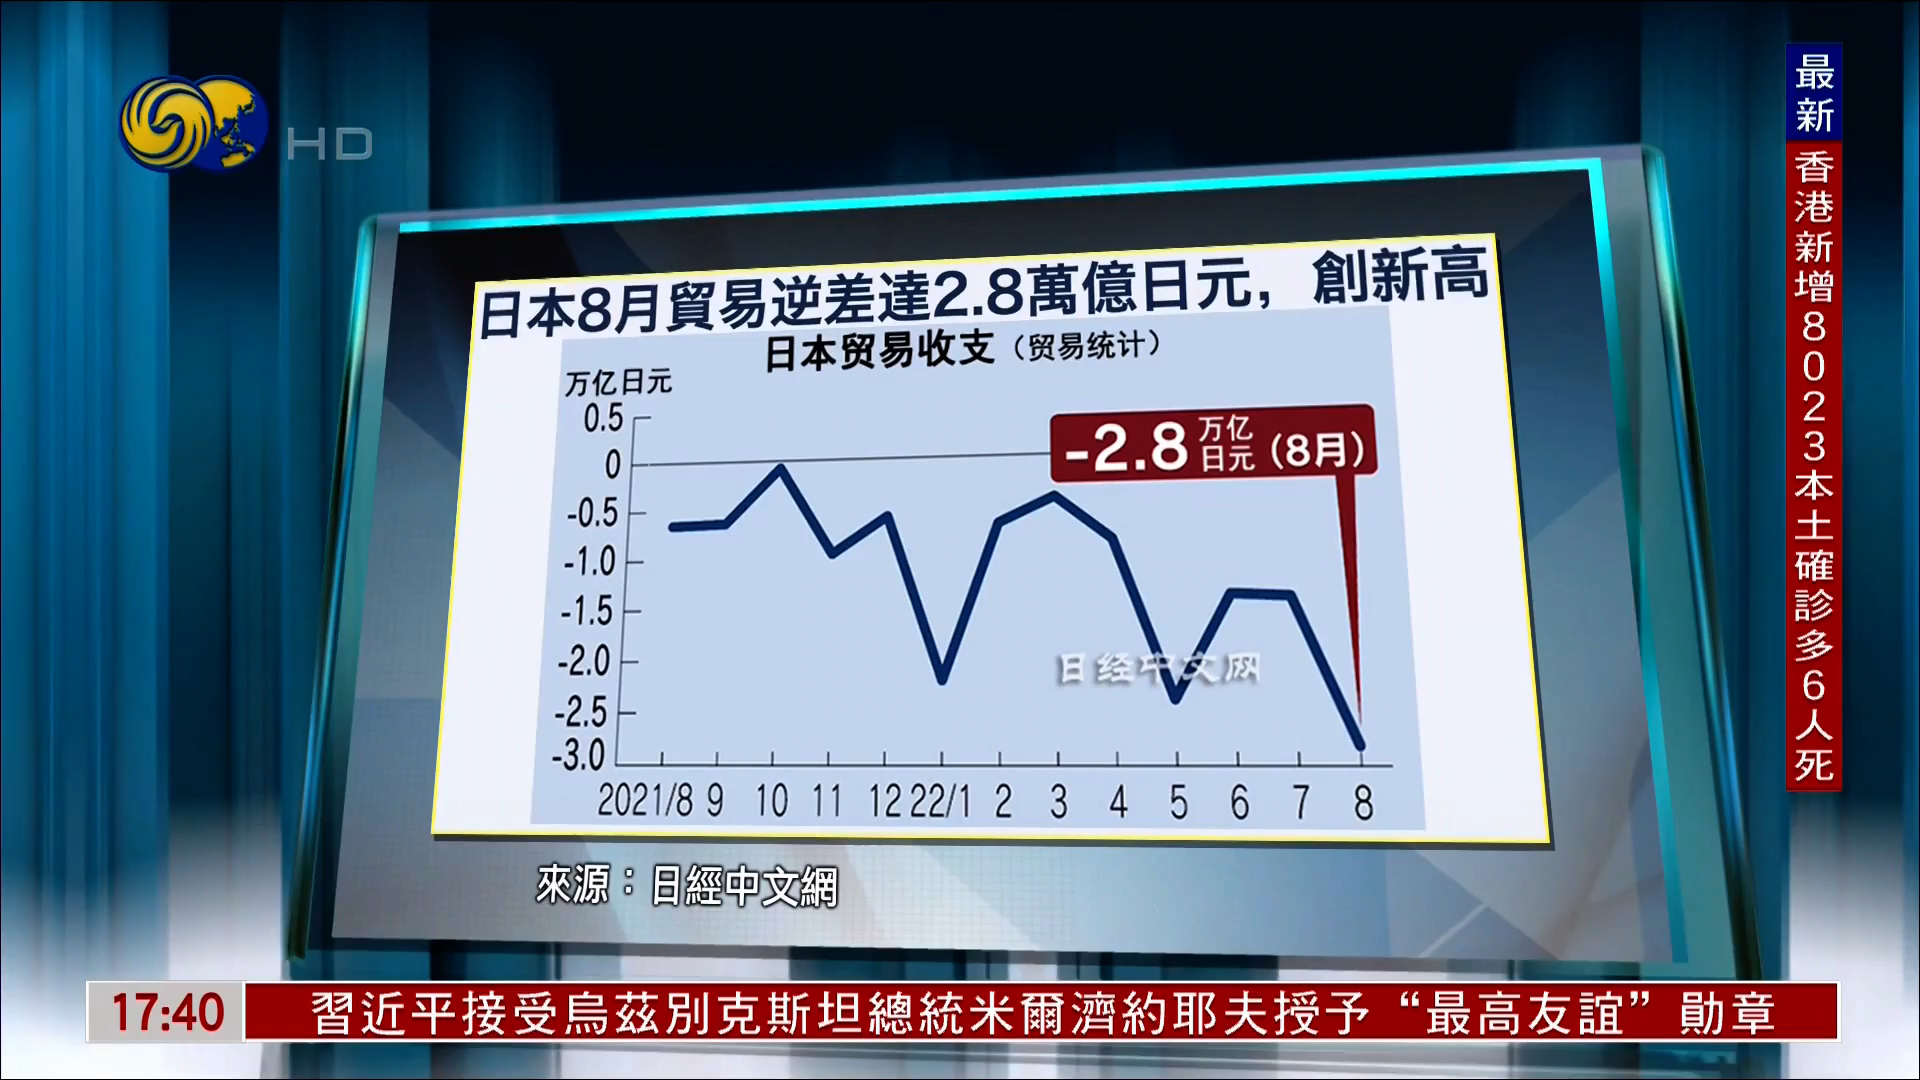 HD
日本8月貿易逆差達2.8萬億日元，創新高
日本贸易收支（贸易统计）
万亿日元
0.5
0
-0.5
-1.0
-1.5
-2.0
-2.5
-3.0
-2.8万亿日元（8月）
日经中文网
2021/8 9 10 11 12 22/1 2 3 4 5 6 7 8
來源：日經中文網
最新
香港新增8023本土確診多6人死
17:40
習近平接受烏茲別克斯坦總統米爾濟約耶夫授予“最高友誼”勛章